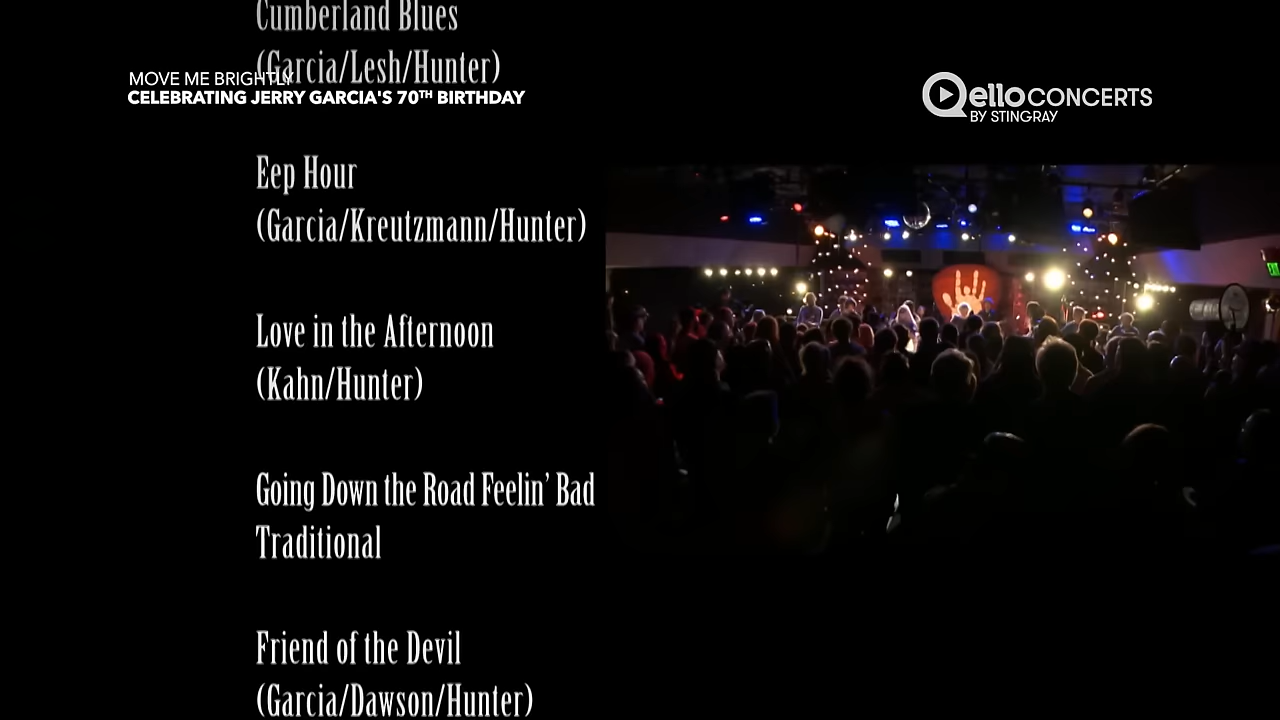 Cumberland Blues
(Garcia/Lesh/Hunter)
MOVE ME BRIGHTLY
CELEBRATING JERRY GARCIA'S 70TH BIRTHDAY
Qello CONCERTS
BY STINGRAY
Eep Hour
(Garcia/Kreutzmann/Hunter)
Love in the Afternoon
(Kahn/Hunter)
Going Down the Road Feelin' Bad
Traditional
Friend of the Devil
(Garcia/Dawson/Hunter)